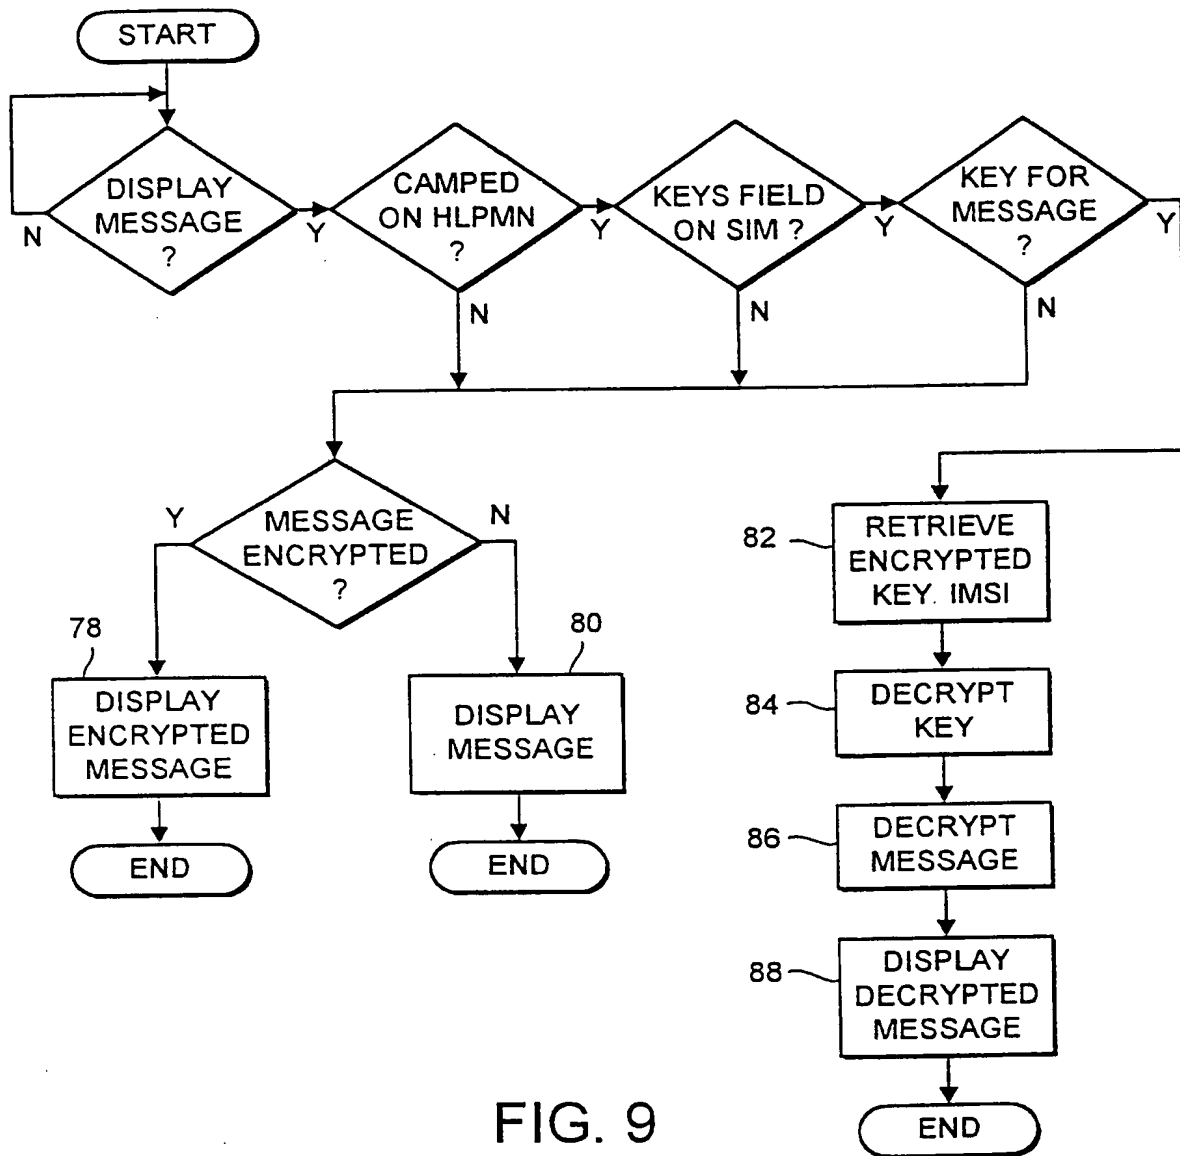 START
DISPLAY
MESSAGE
?
N
Y
CAMPED
ON HLPMN
?
Y
N
KEYS FIELD
ON SIM ?
Y
N
KEY FOR
MESSAGE
?
Y
N
MESSAGE
ENCRYPTED
?
Y
N
78
DISPLAY
ENCRYPTED
MESSAGE
END
80
DISPLAY
MESSAGE
END
82
RETRIEVE
ENCRYPTED
KEY. IMSI
84
DECRYPT
KEY
86
DECRYPT
MESSAGE
88
DISPLAY
DECRYPTED
MESSAGE
END
FIG. 9